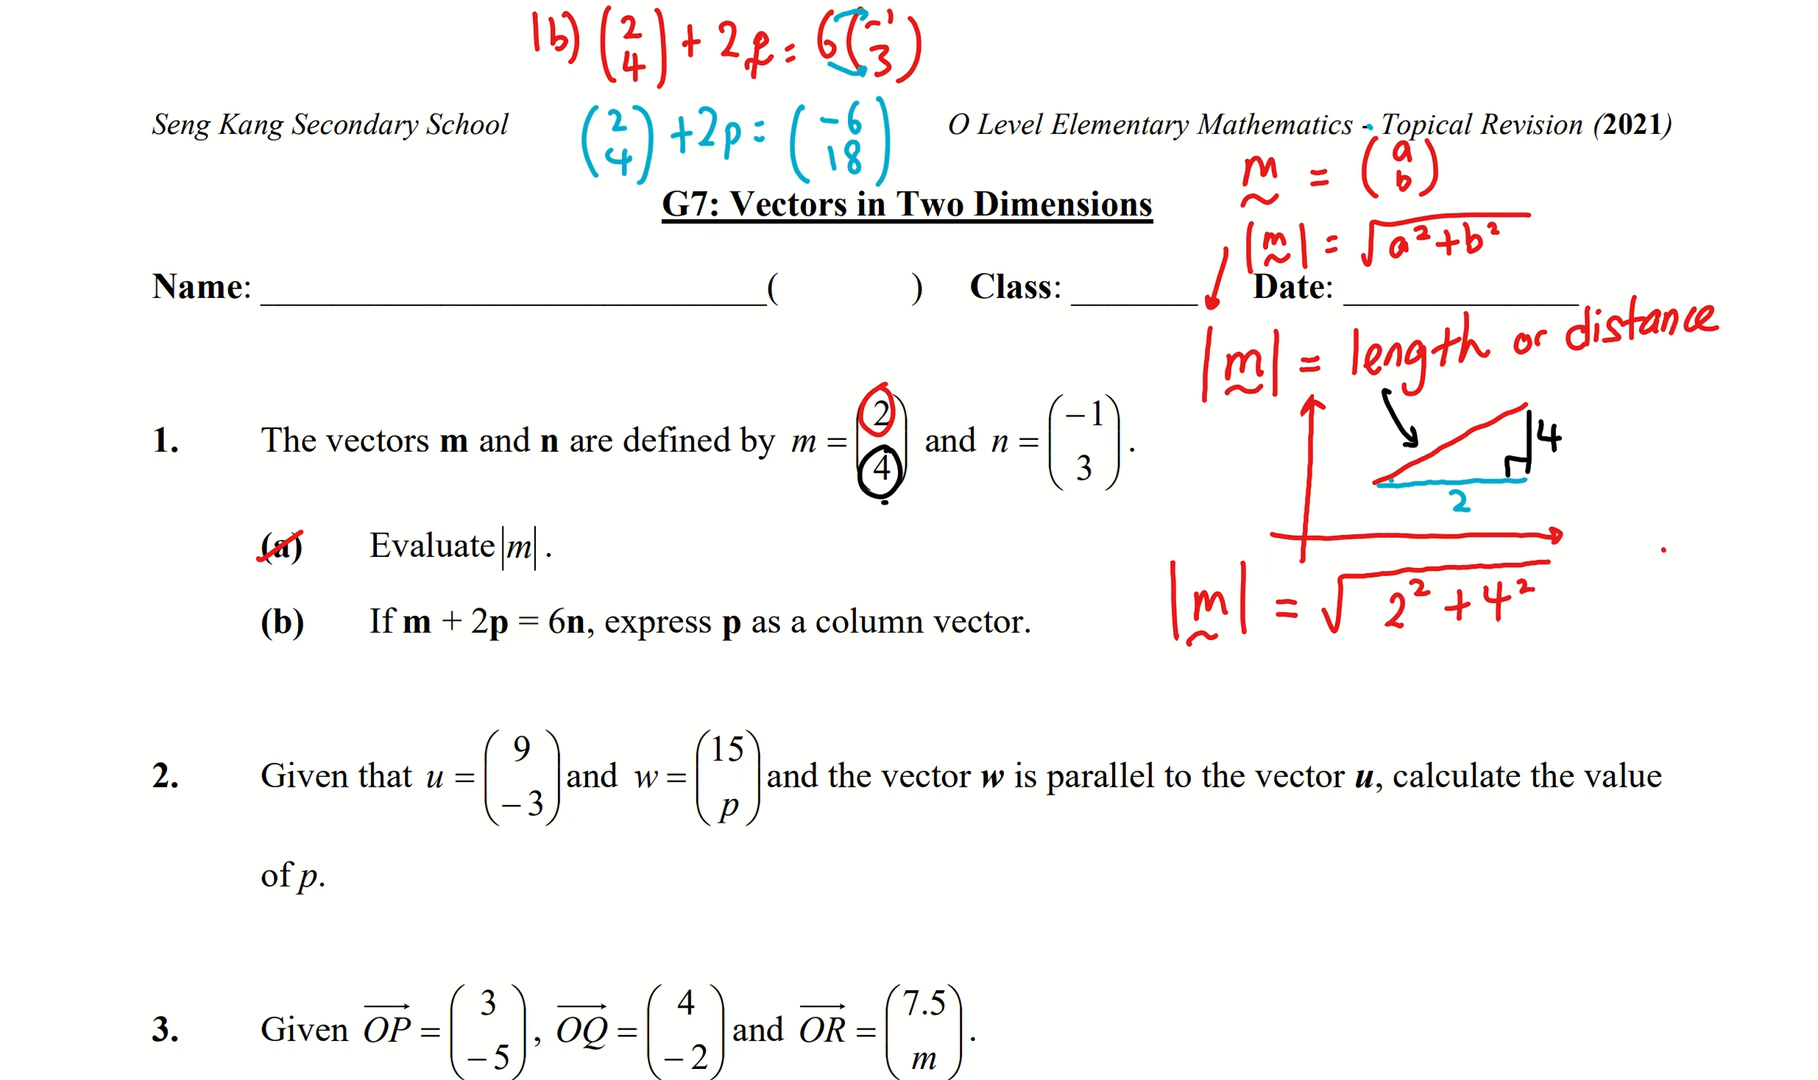 1b) (2 4) + 2p = 6(-1 3)
(2 4) + 2p = (-6 18)
Seng Kang Secondary School
O Level Elementary Mathematics - Topical Revision (2021)
m = (a b)
G7: Vectors in Two Dimensions
|m| = √a²+b²
Name: ( ) Class: Date:
|m| = length or distance
1. The vectors m and n are defined by m = (2 4) and n = (-1 3).
4
2
(a) Evaluate |m|.
|m| = √2² + 4²
(b) If m + 2p = 6n, express p as a column vector.
2. Given that u = (9 -3) and w = (15 p) and the vector w is parallel to the vector u, calculate the value
of p.
3. Given OP = (3 -5), OQ = (4 -2) and OR = (7.5 m).